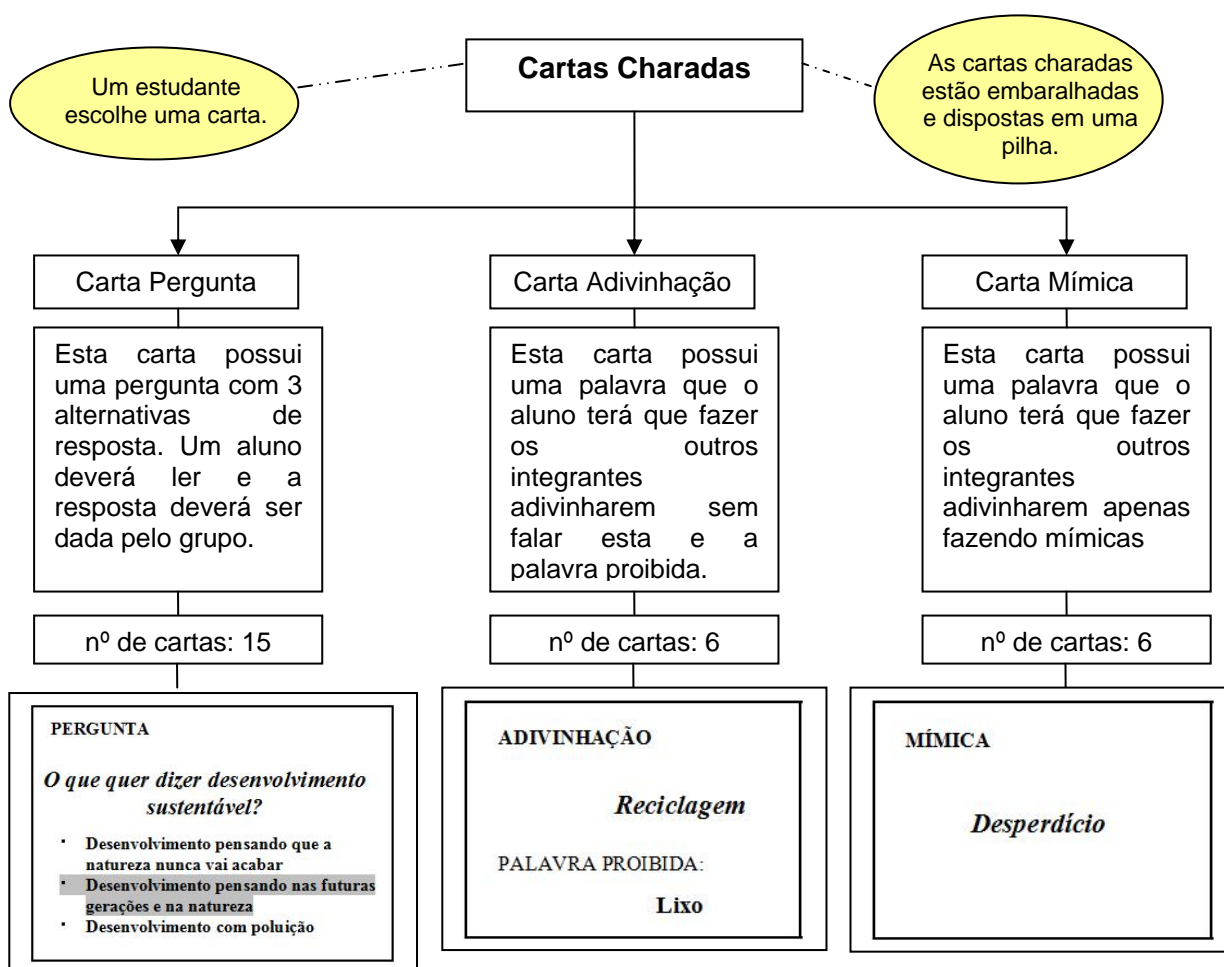 Cartas Charadas
Um estudante
escolhe uma carta.
As cartas charadas
estão embaralhadas
e dispostas em uma
pilha.
Carta Pergunta
Esta carta possui
uma pergunta com 3
alternativas de
resposta. Um aluno
deverá ler e a
resposta deverá ser
dada pelo grupo.
nº de cartas: 15
PERGUNTA
O que quer dizer desenvolvimento
sustentável?
▪ Desenvolvimento pensando que a
natureza nunca vai acabar
▪ Desenvolvimento pensando nas futuras
gerações e na natureza
▪ Desenvolvimento com poluição
Carta Adivinhação
Esta carta possui
uma palavra que o
aluno terá que fazer
os outros
integrantes
adivinharem sem
falar esta e a
palavra proibida.
nº de cartas: 6
ADIVINHAÇÃO
Reciclagem
PALAVRA PROIBIDA:
Lixo
Carta Mímica
Esta carta possui
uma palavra que o
aluno terá que fazer
os outros
integrantes
adivinharem apenas
fazendo mímicas
nº de cartas: 6
MÍMICA
Desperdício